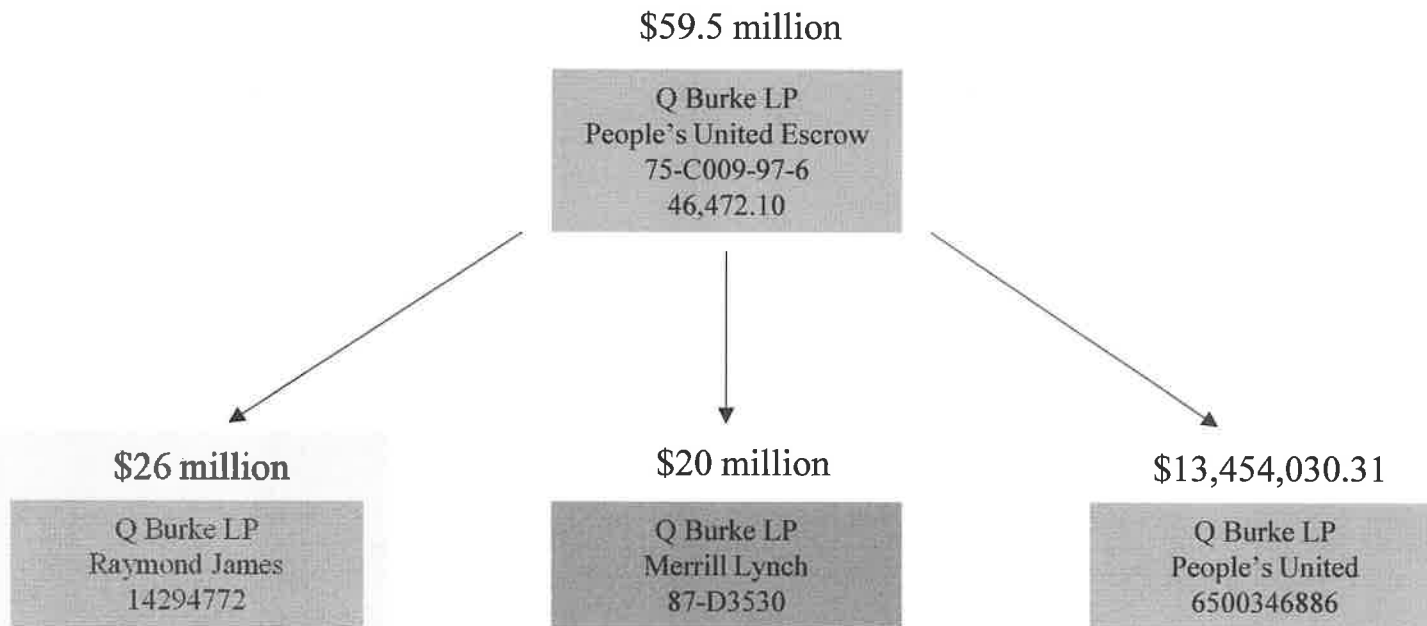 $59.5 million
Q Burke LP
People's United Escrow
75-C009-97-6
46,472.10
$26 million
Q Burke LP
Raymond James
14294772
$20 million
Q Burke LP
Merrill Lynch
87-D3530
$13,454,030.31
Q Burke LP
People's United
6500346886